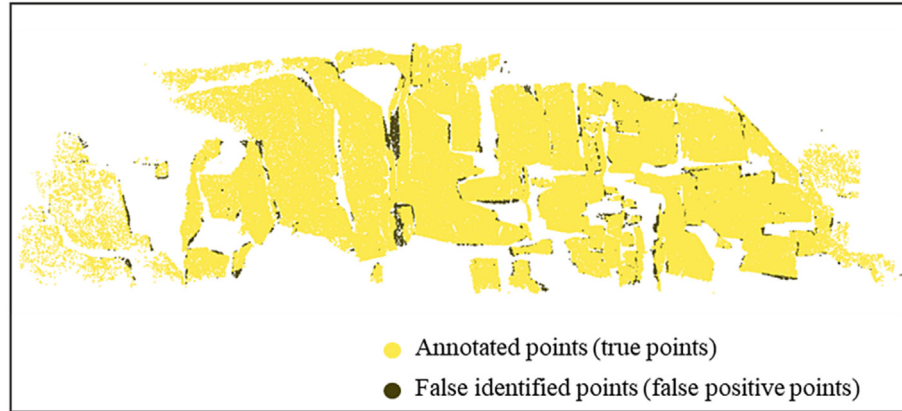 Annotated points (true points)
False identified points (false positive points)